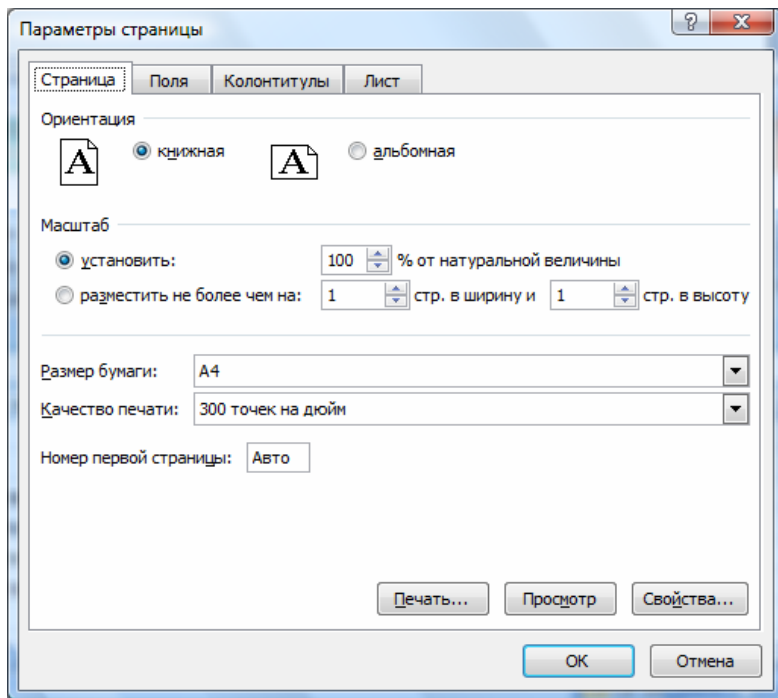 Параметры страницы
Страница Поля Колонтитулы Лист
Ориентация
A книжная A альбомная
Масштаб
установить: 100 % от натуральной величины
разместить не более чем на: 1 стр. в ширину и 1 стр. в высоту
Размер бумаги: A4
Качество печати: 300 точек на дюйм
Номер первой страницы: Авто
Печать... Просмотр Свойства...
ОК Отмена